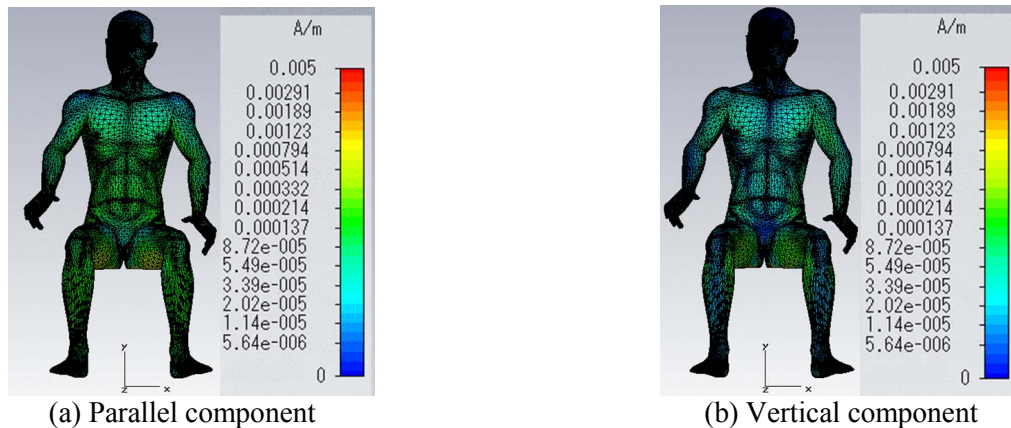 A/m
0.005
0.00291
0.00189
0.00123
0.000794
0.000514
0.000332
0.000214
0.000137
8.72e-005
5.49e-005
3.39e-005
2.02e-005
1.14e-005
5.64e-006
0
y
z x
(a) Parallel component
A/m
0.005
0.00291
0.00189
0.00123
0.000794
0.000514
0.000332
0.000214
0.000137
8.72e-005
5.49e-005
3.39e-005
2.02e-005
1.14e-005
5.64e-006
0
y
z x
(b) Vertical component